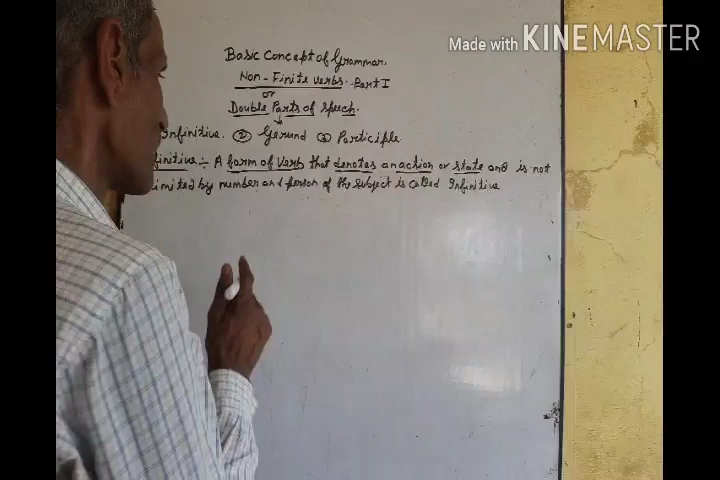 Made with KINEMASTER
Basic Concept of Grammar.
Non-Finite verbs. Part I
or
Double Parts of speech.
Infinitive. ② Gerund ③ Participle
finitive :- A form of verb that denotes an action or state and is not
limited by number and person of the subject is called Infinitive